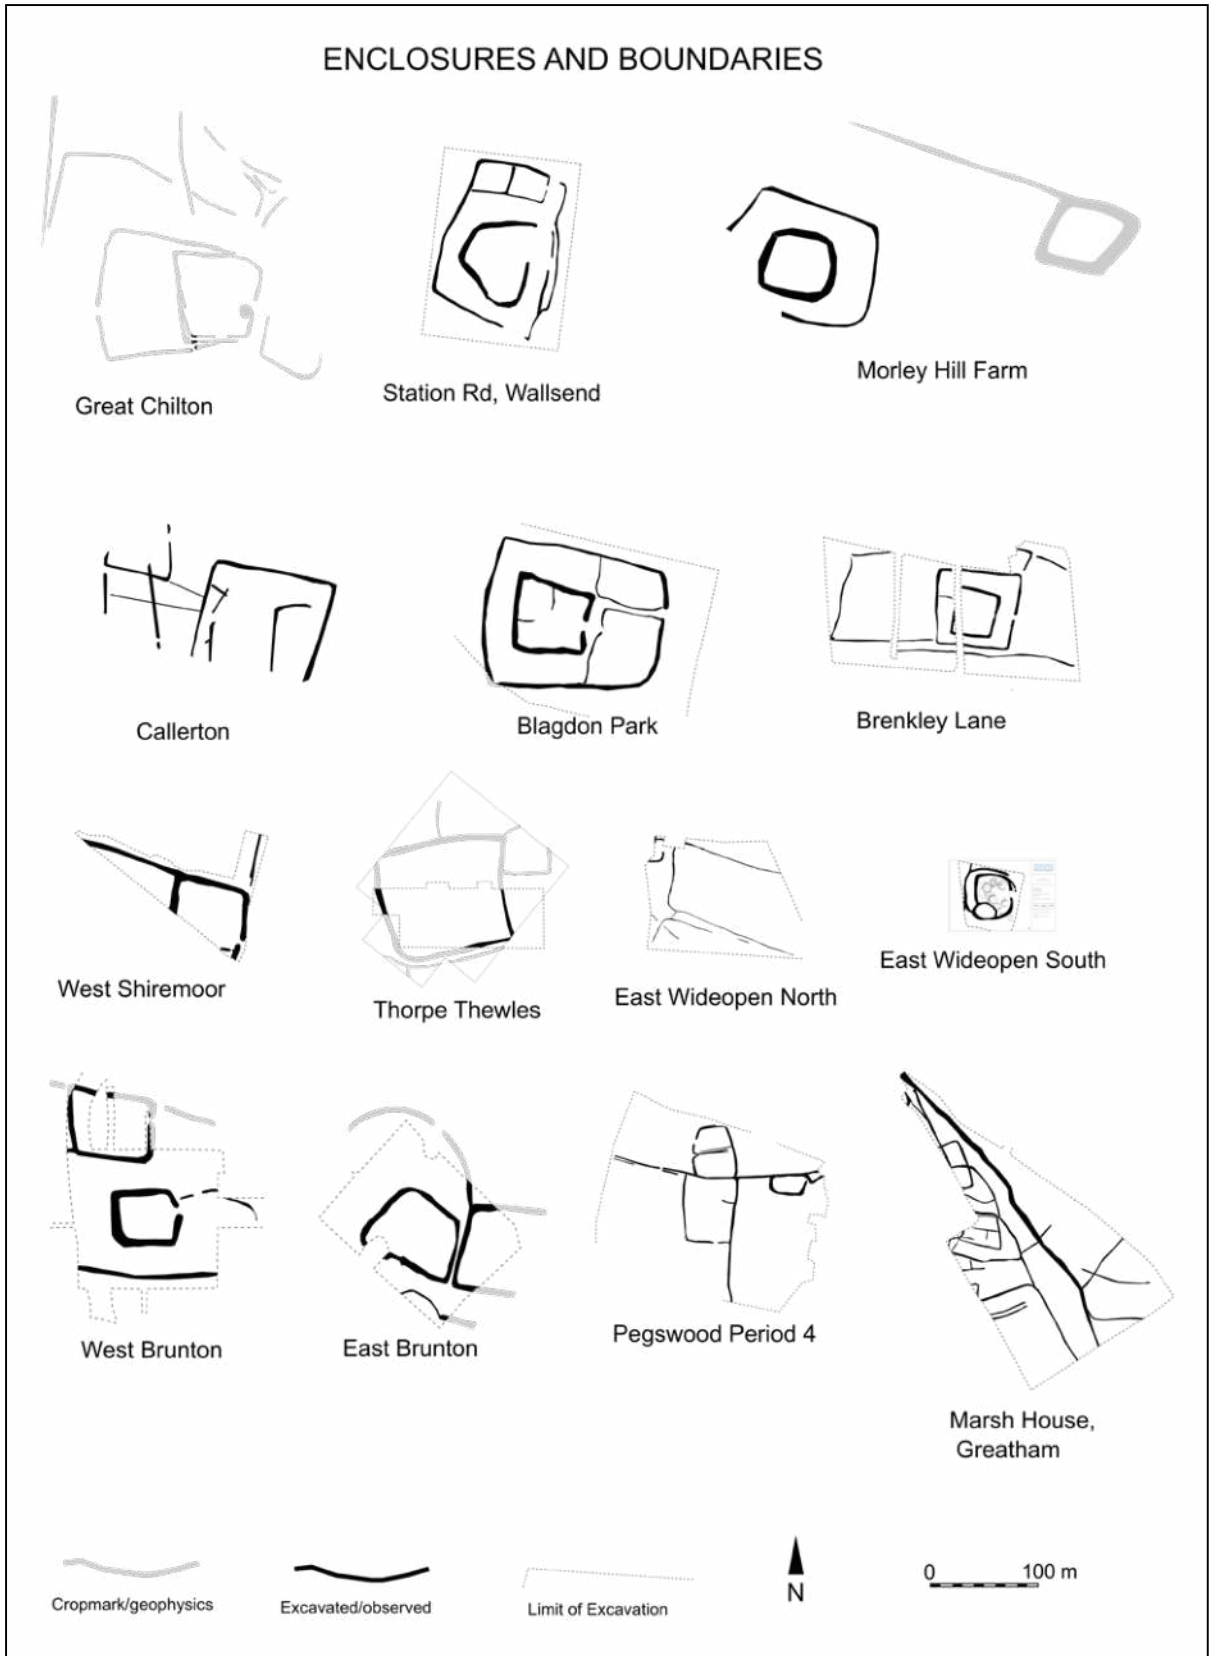 ENCLOSURES AND BOUNDARIES
Great Chilton
Station Rd, Wallsend
Morley Hill Farm
Callerton
Blagdon Park
Brenkley Lane
West Shiremoor
Thorpe Thewles
East Wideopen North
East Wideopen South
West Brunton
East Brunton
Pegswood Period 4
Marsh House,
Greatham
Cropmark/geophysics
Excavated/observed
Limit of Excavation
N
0 100 m